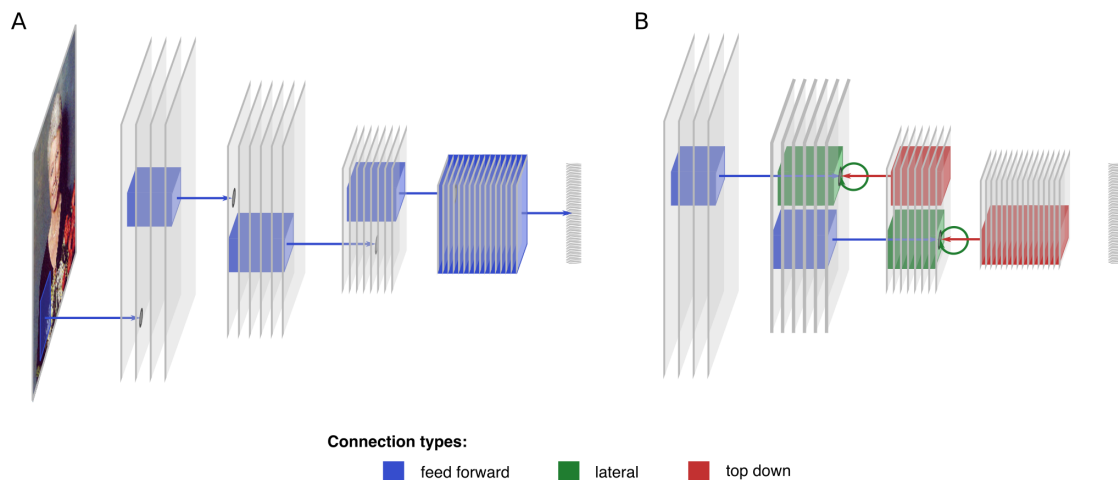 A
B
Connection types:
feed forward
lateral
top down